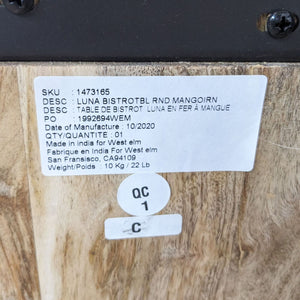 SKU : 1473165
DESC : LUNA BISTROTBL RND MANGOIRN
DESC : TABLE DE BISTROT LUNA EN FER À MANGUE
PO : 1992694WEM
Date of Manufacture : 10/2020
QTY/QUANTITE : 01
Made in india for West elm
Fabrique en India For West elm
San Fransisco, CA94109
Weight/Poids : 10 Kg / 22 Lb
QC
1
C